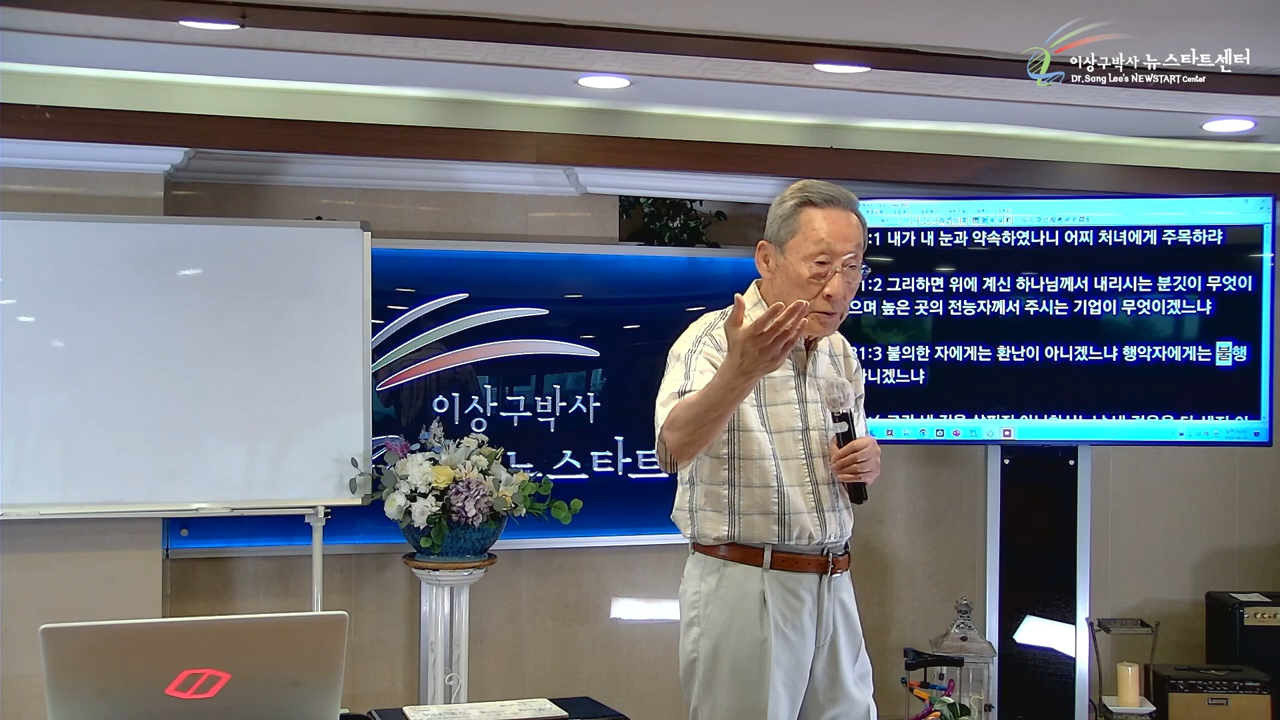 이상구박사 뉴스타트센터
Dr. Sang Lee's NEWSTART Center
:1 내가 내 눈과 약속하였나니 어찌 처녀에게 주목하랴
1:2 그리하면 위에 계신 하나님께서 내리시는 분깃이 무엇이
으며 높은 곳의 전능자께서 주시는 기업이 무엇이겠느냐
31:3 불의한 자에게는 환난이 아니겠느냐 행악자에게는 불행
아니겠느냐
이상구박사
뉴스타트
Laney